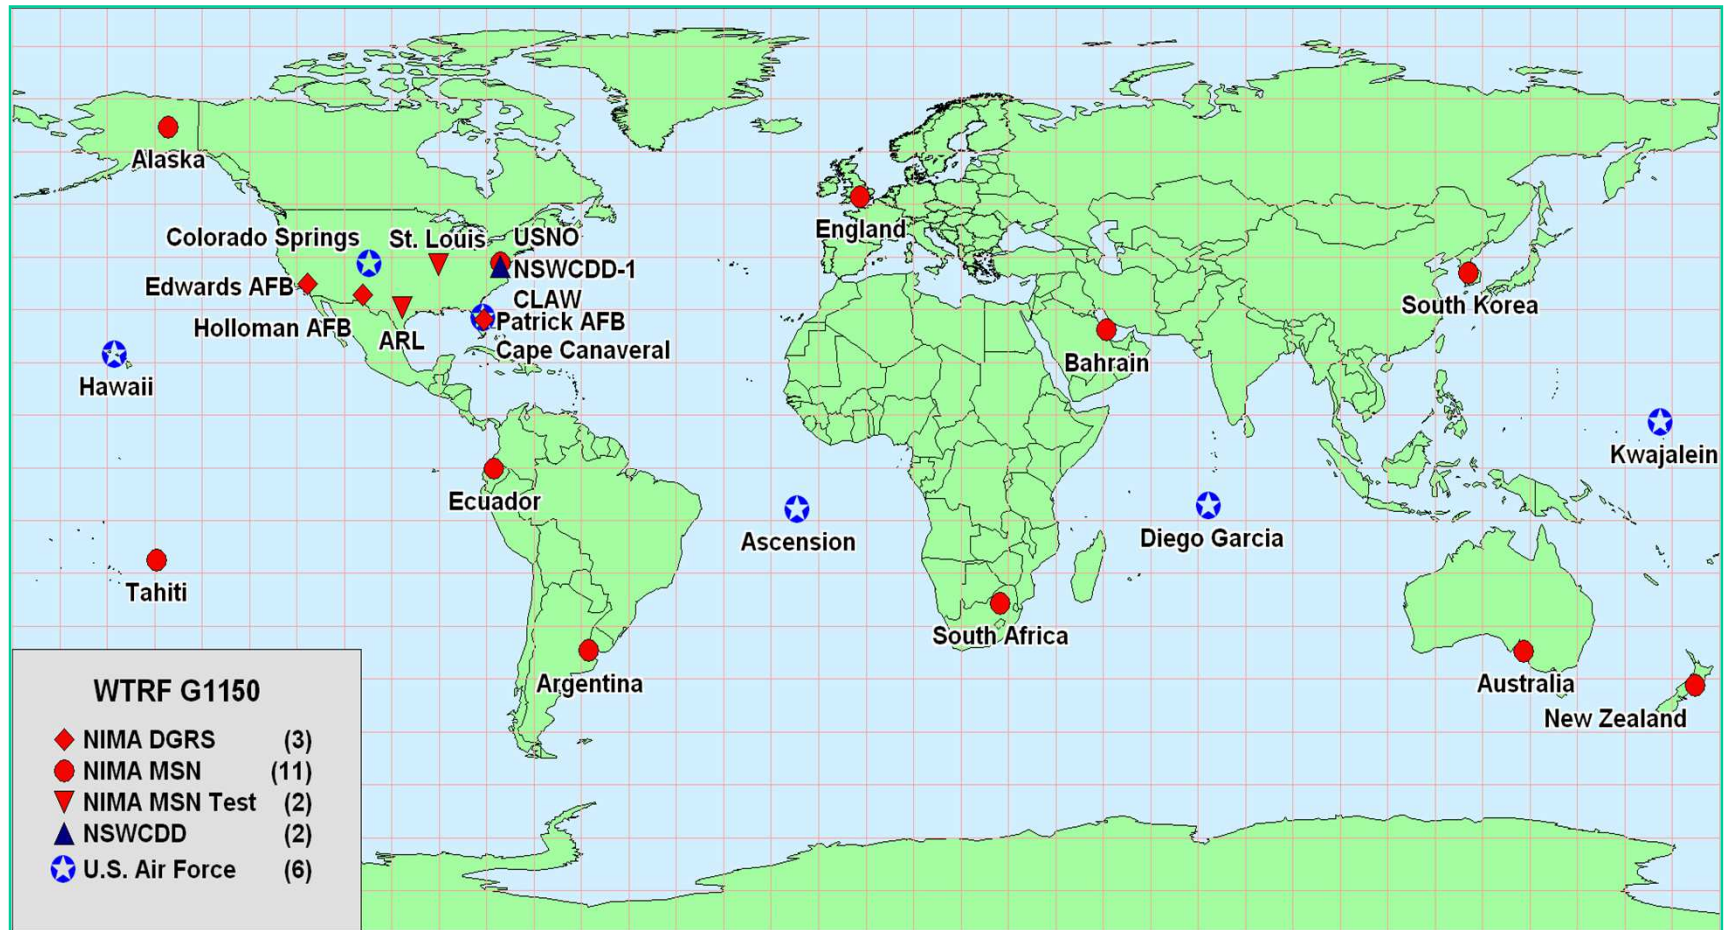 Alaska
England
Colorado Springs
St. Louis
USNO
NSWCDD-1
Edwards AFB
CLAW
Holloman AFB
ARL
Patrick AFB
Cape Canaveral
South Korea
Bahrain
Hawaii
Kwajalein
Ecuador
Ascension
Diego Garcia
Tahiti
South Africa
Argentina
Australia
New Zealand
WTRF G1150
NIMA DGRS (3)
NIMA MSN (11)
NIMA MSN Test (2)
NSWCDD (2)
U.S. Air Force (6)